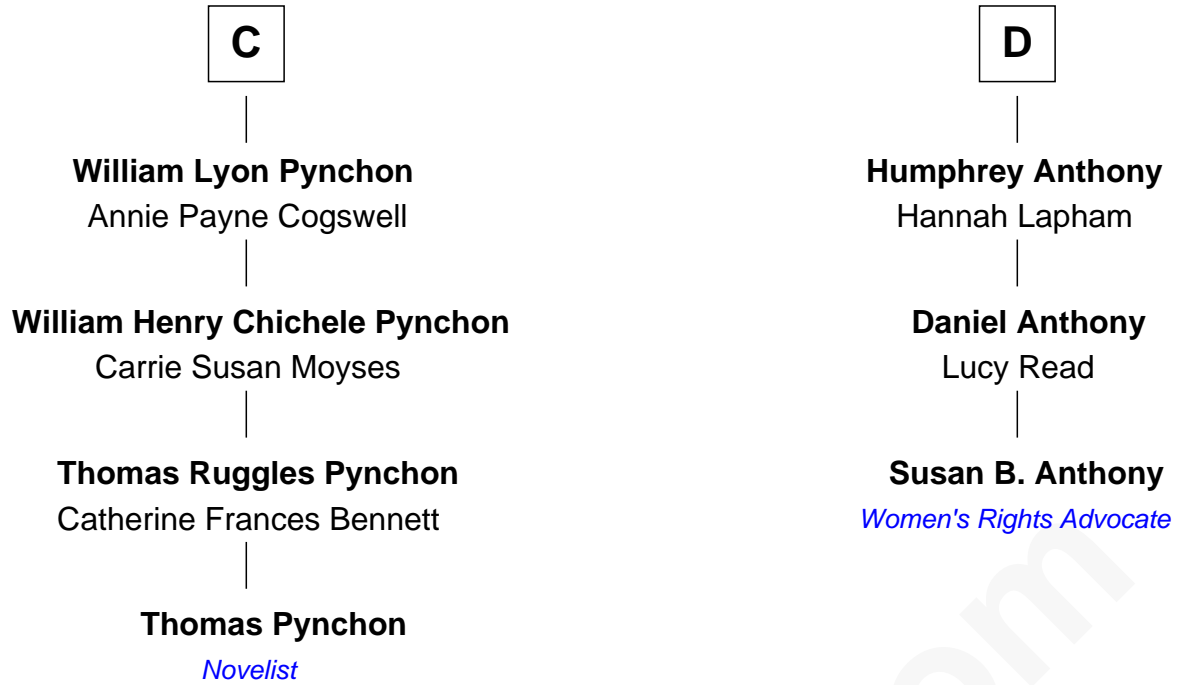 C
William Lyon Pynchon
Annie Payne Cogswell
William Henry Chichele Pynchon
Carrie Susan Moyses
Thomas Ruggles Pynchon
Catherine Frances Bennett
Thomas Pynchon
Novelist
D
Humphrey Anthony
Hannah Lapham
Daniel Anthony
Lucy Read
Susan B. Anthony
Women's Rights Advocate
om